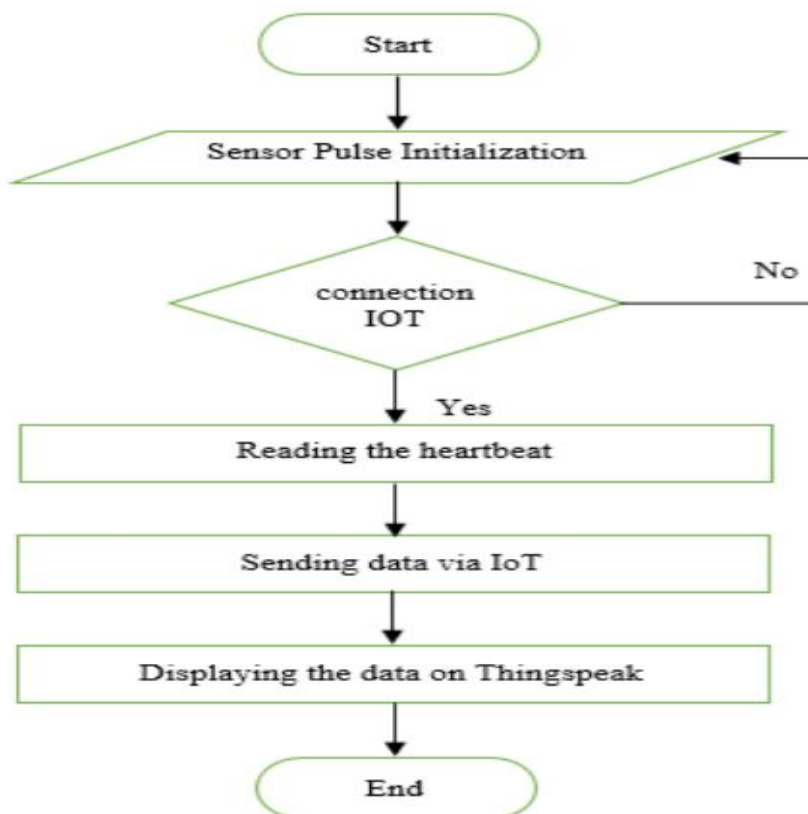 Start
Sensor Pulse Initialization
connection
IOT
No
Yes
Reading the heartbeat
Sending data via IoT
Displaying the data on Thingspeak
End